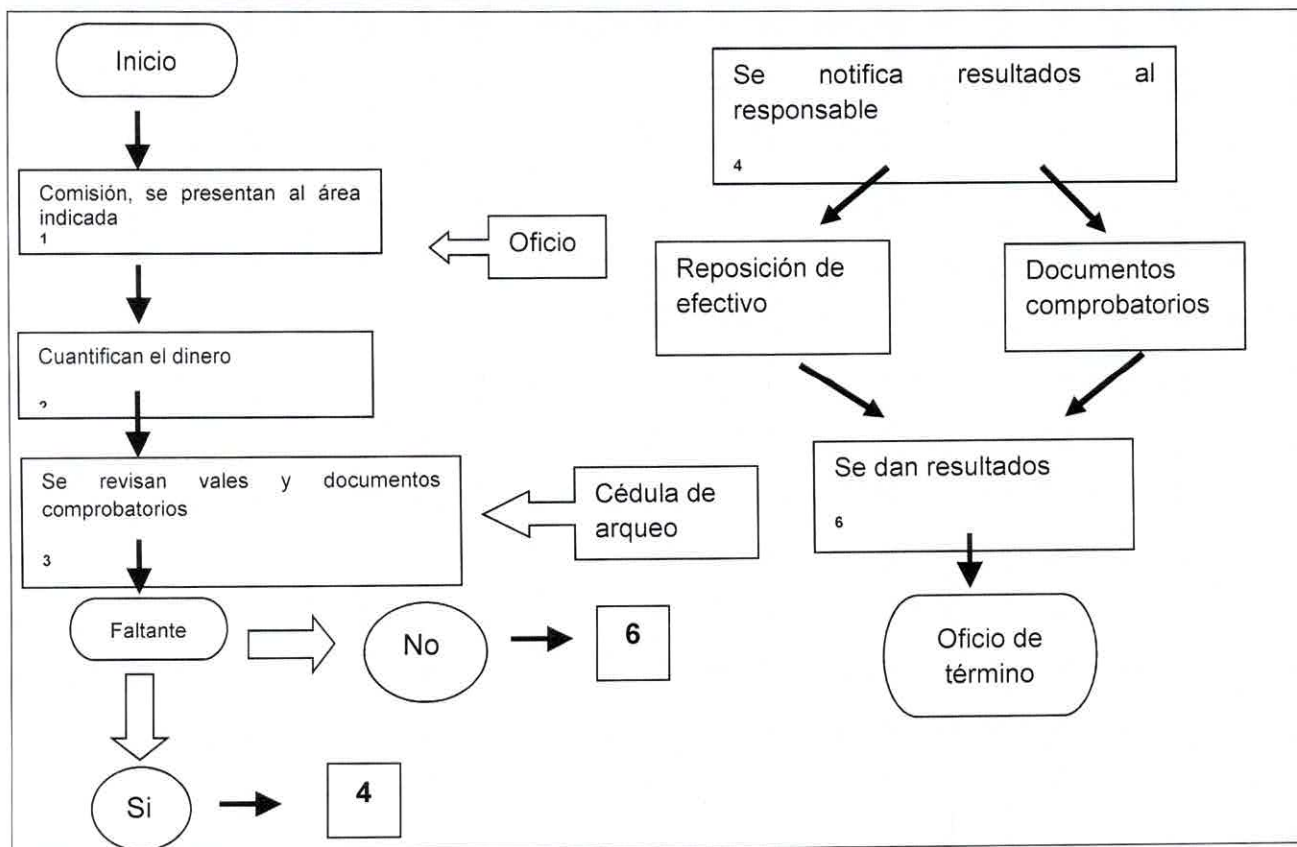 Inicio
Comisión, se presentan al área
indicada
1
Oficio
Cuantifican el dinero
Se revisan vales y documentos
comprobatorios
3
Cédula de
arqueo
Faltante
No
6
Si
4
Se notifica resultados al
responsable
4
Reposición de
efectivo
Documentos
comprobatorios
Se dan resultados
6
Oficio de
término